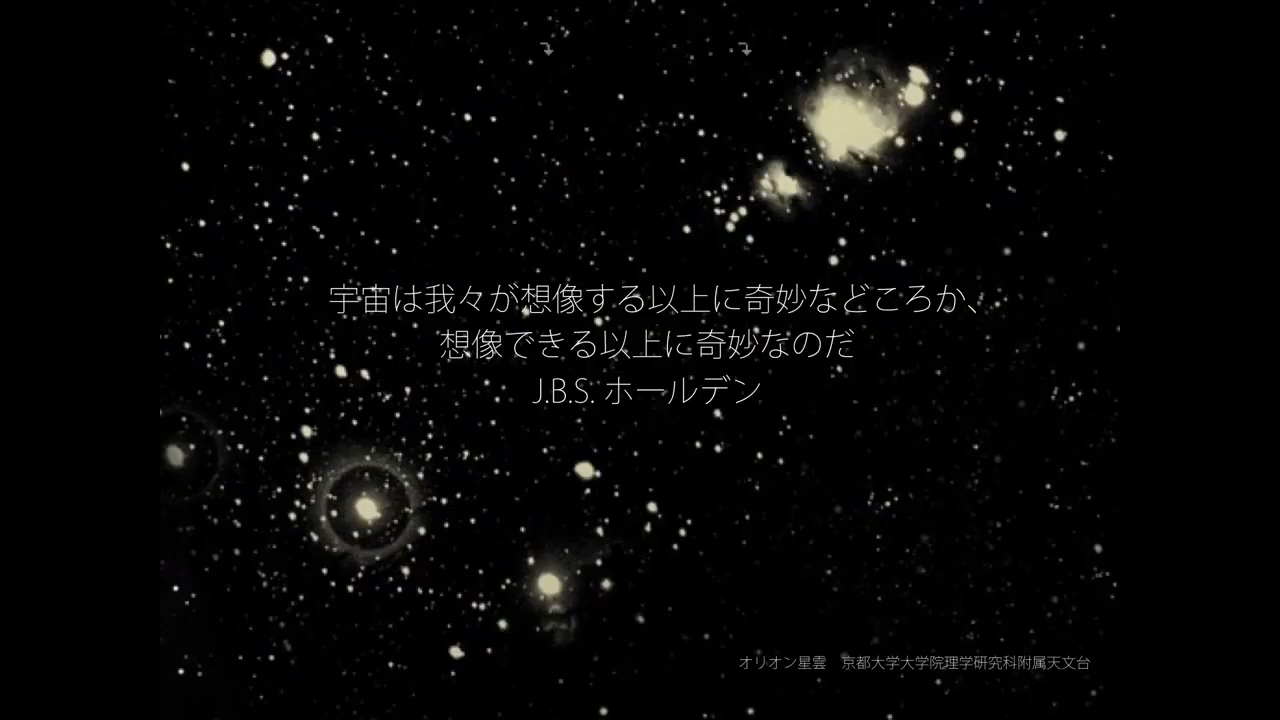 宇宙は我々が想像する以上に奇妙などころか、
想像できる以上に奇妙なのだ
J.B.S. ホールデン
オリオン星雲　京都大学大学院理学研究科附属天文台